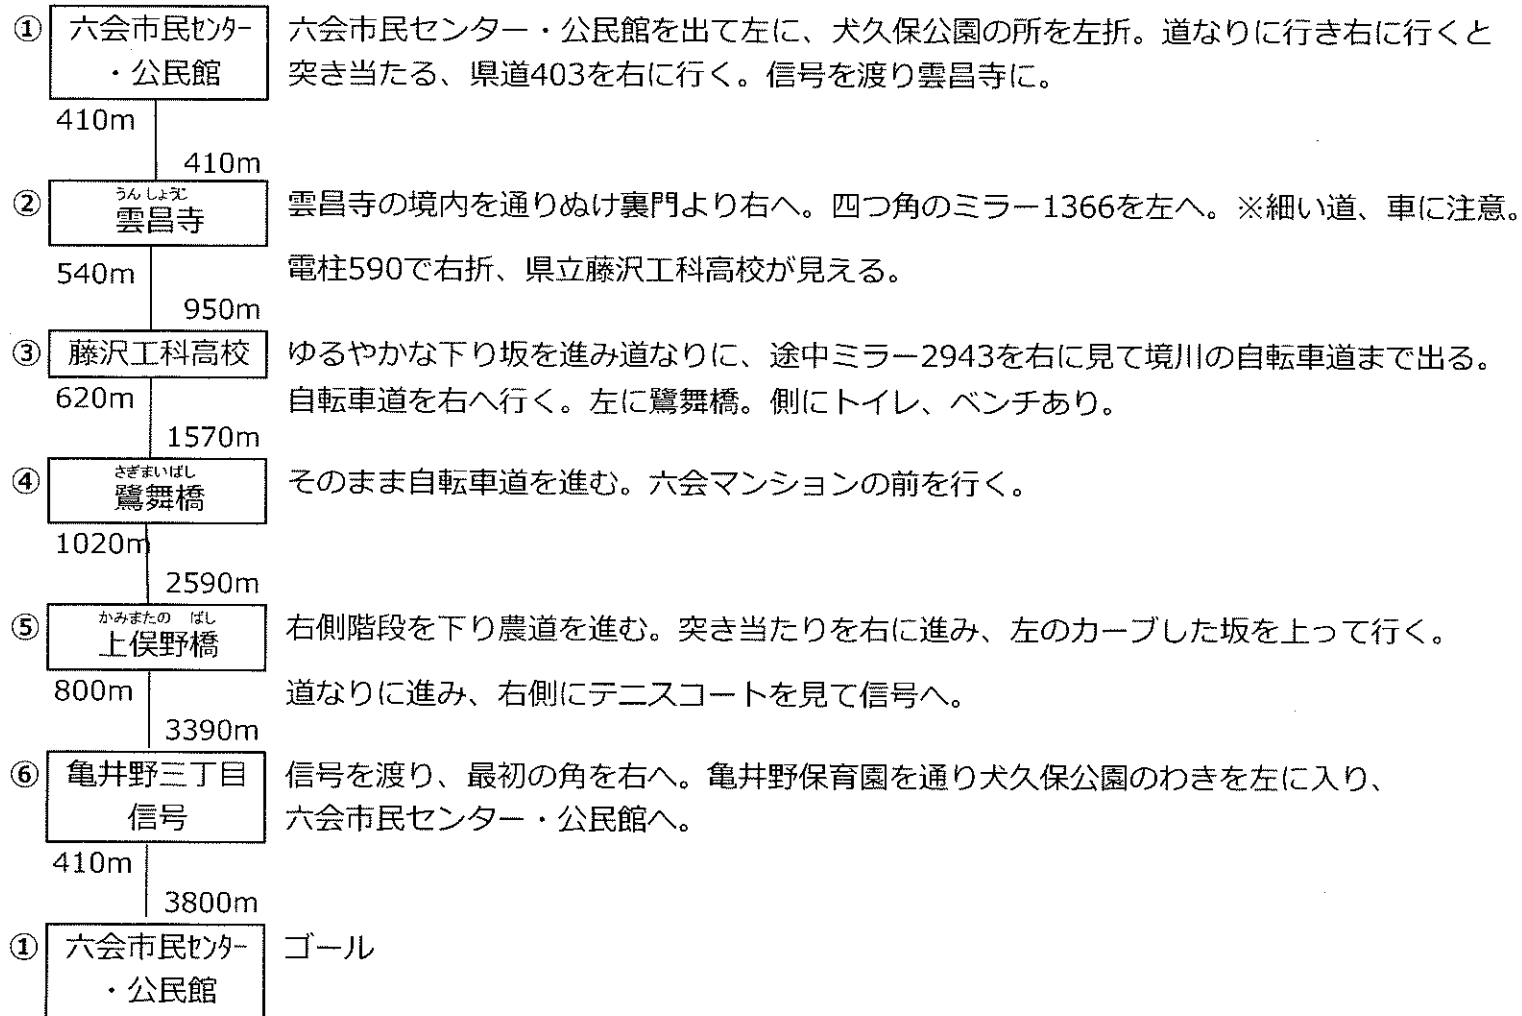 ① 六会市民ｾﾝﾀｰ 六会市民センター・公民館を出て左に、犬久保公園の所を左折。道なりに行き右に行くと
・公民館 突き当たる、県道403を右に行く。信号を渡り雲昌寺に。
410m
410m
うんしょうじ
② 雲昌寺 雲昌寺の境内を通りぬけ裏門より右へ。四つ角のミラー1366を左へ。※細い道、車に注意。
540m 電柱590で右折、県立藤沢工科高校が見える。
950m
③ 藤沢工科高校 ゆるやかな下り坂を進み道なりに、途中ミラー2943を右に見て境川の自転車道まで出る。
620m 自転車道を右へ行く。左に鷺舞橋。側にトイレ、ベンチあり。
1570m
さぎまいばし
④ 鷺舞橋 そのまま自転車道を進む。六会マンションの前を行く。
1020m
2590m
かみまたの ばし
⑤ 上俣野橋 右側階段を下り農道を進む。突き当たりを右に進み、左のカーブした坂を上って行く。
800m 道なりに進み、右側にテニスコートを見て信号へ。
3390m
⑥ 亀井野三丁目 信号を渡り、最初の角を右へ。亀井野保育園を通り犬久保公園のわきを左に入り、
信号 六会市民センター・公民館へ。
410m
3800m
① 六会市民ｾﾝﾀｰ ゴール
・公民館